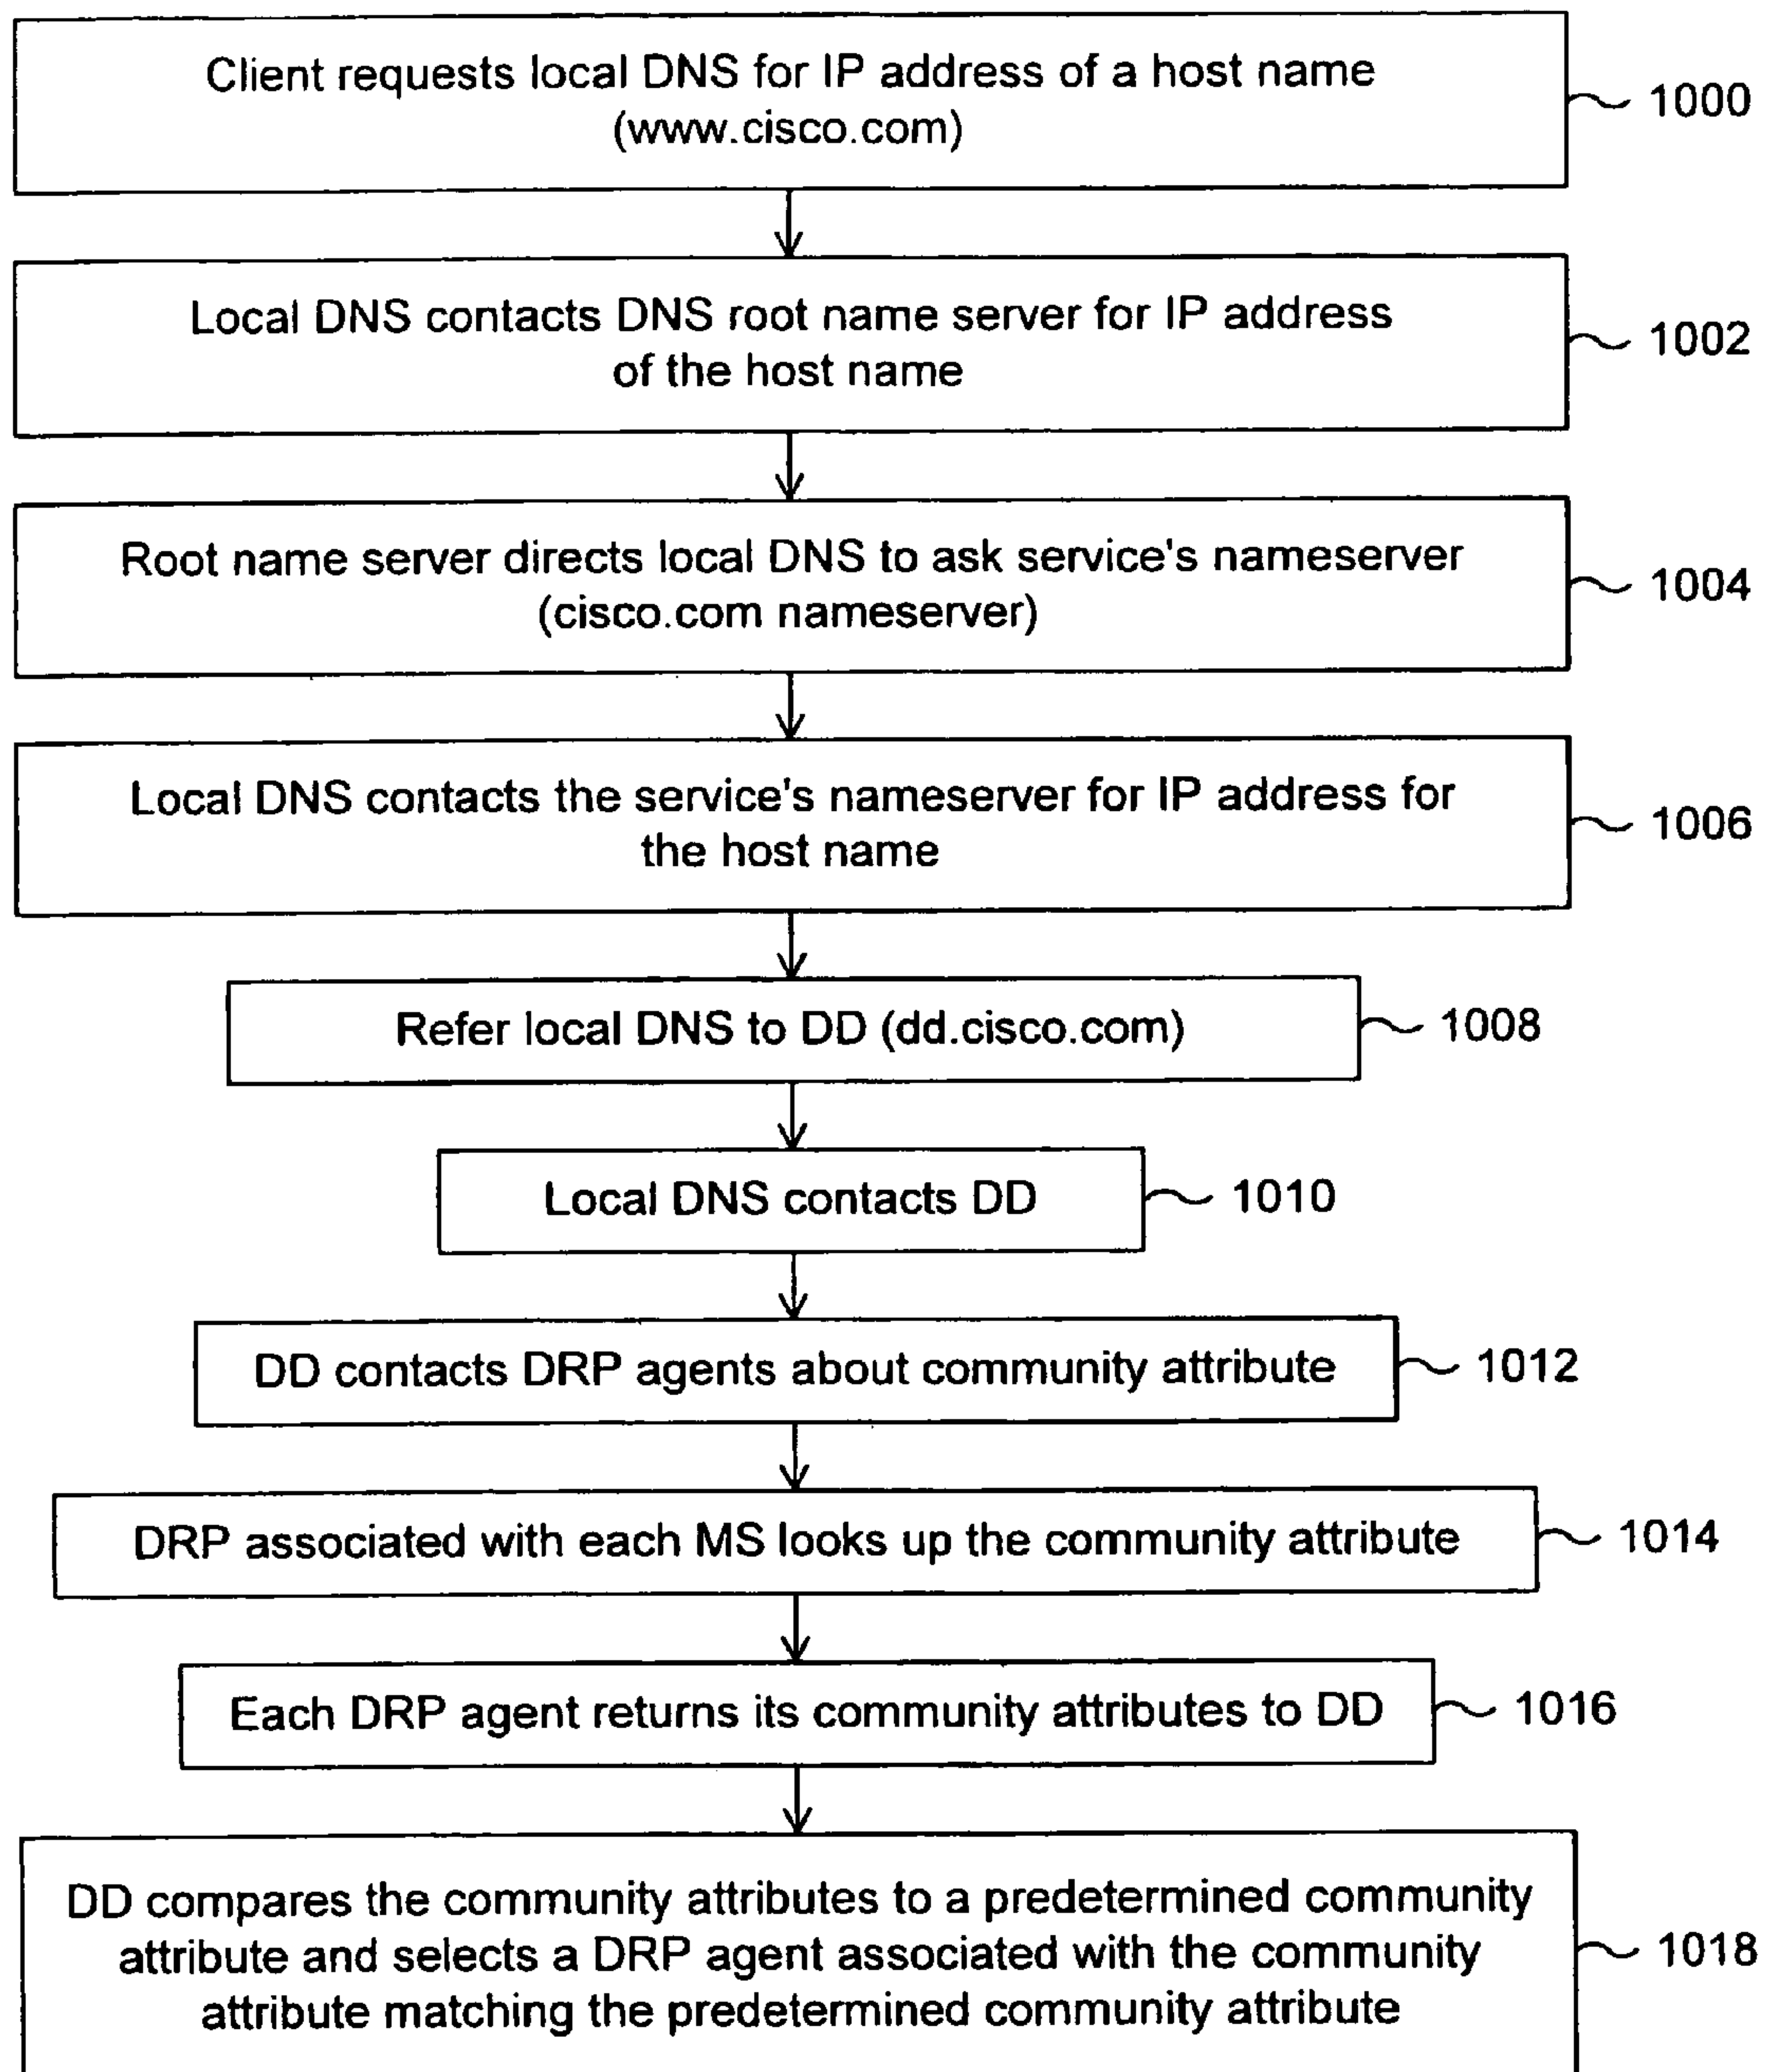 Client requests local DNS for IP address of a host name
(www.cisco.com)
1000
Local DNS contacts DNS root name server for IP address
of the host name
1002
Root name server directs local DNS to ask service's nameserver
(cisco.com nameserver)
1004
Local DNS contacts the service's nameserver for IP address for
the host name
1006
Refer local DNS to DD (dd.cisco.com)
1008
Local DNS contacts DD
1010
DD contacts DRP agents about community attribute
1012
DRP associated with each MS looks up the community attribute
1014
Each DRP agent returns its community attributes to DD
1016
DD compares the community attributes to a predetermined community
attribute and selects a DRP agent associated with the community
attribute matching the predetermined community attribute
1018